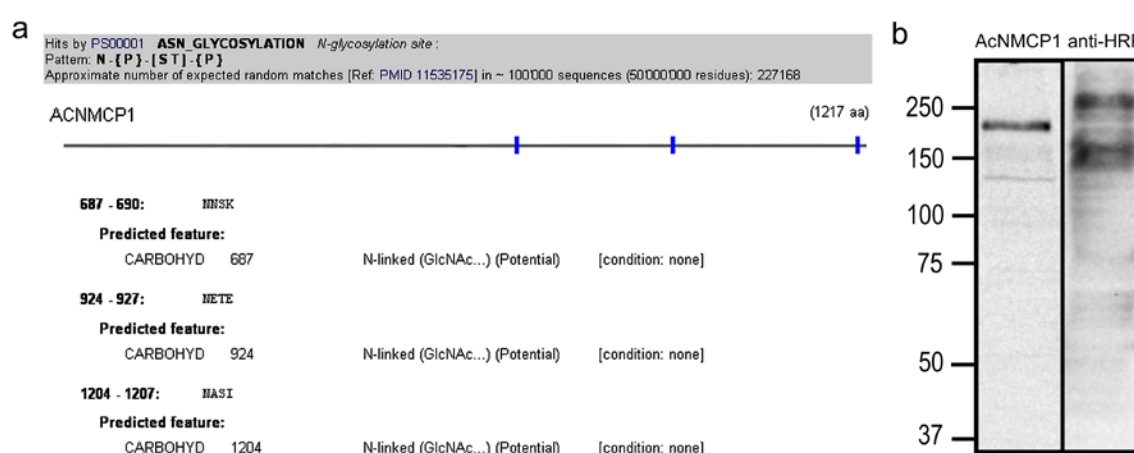 a
Hits by PS00001 ASN_GLYCOSYLATION N-glycosylation site :
Pattern: N-{P}-[ST]-{P}
Approximate number of expected random matches [Ref: PMID 11535175] in ~ 100'000 sequences (50'000'000 residues): 227168
ACNMCP1 (1217 aa)
687 - 690: NNSK
Predicted feature:
CARBOHYD 687 N-linked (GlcNAc...) (Potential) [condition: none]
924 - 927: NETE
Predicted feature:
CARBOHYD 924 N-linked (GlcNAc...) (Potential) [condition: none]
1204 - 1207: NASI
Predicted feature:
CARBOHYD 1204 N-linked (GlcNAc...) (Potential) [condition: none]
b
AcNMCP1 anti-HRP
250
150
100
75
50
37